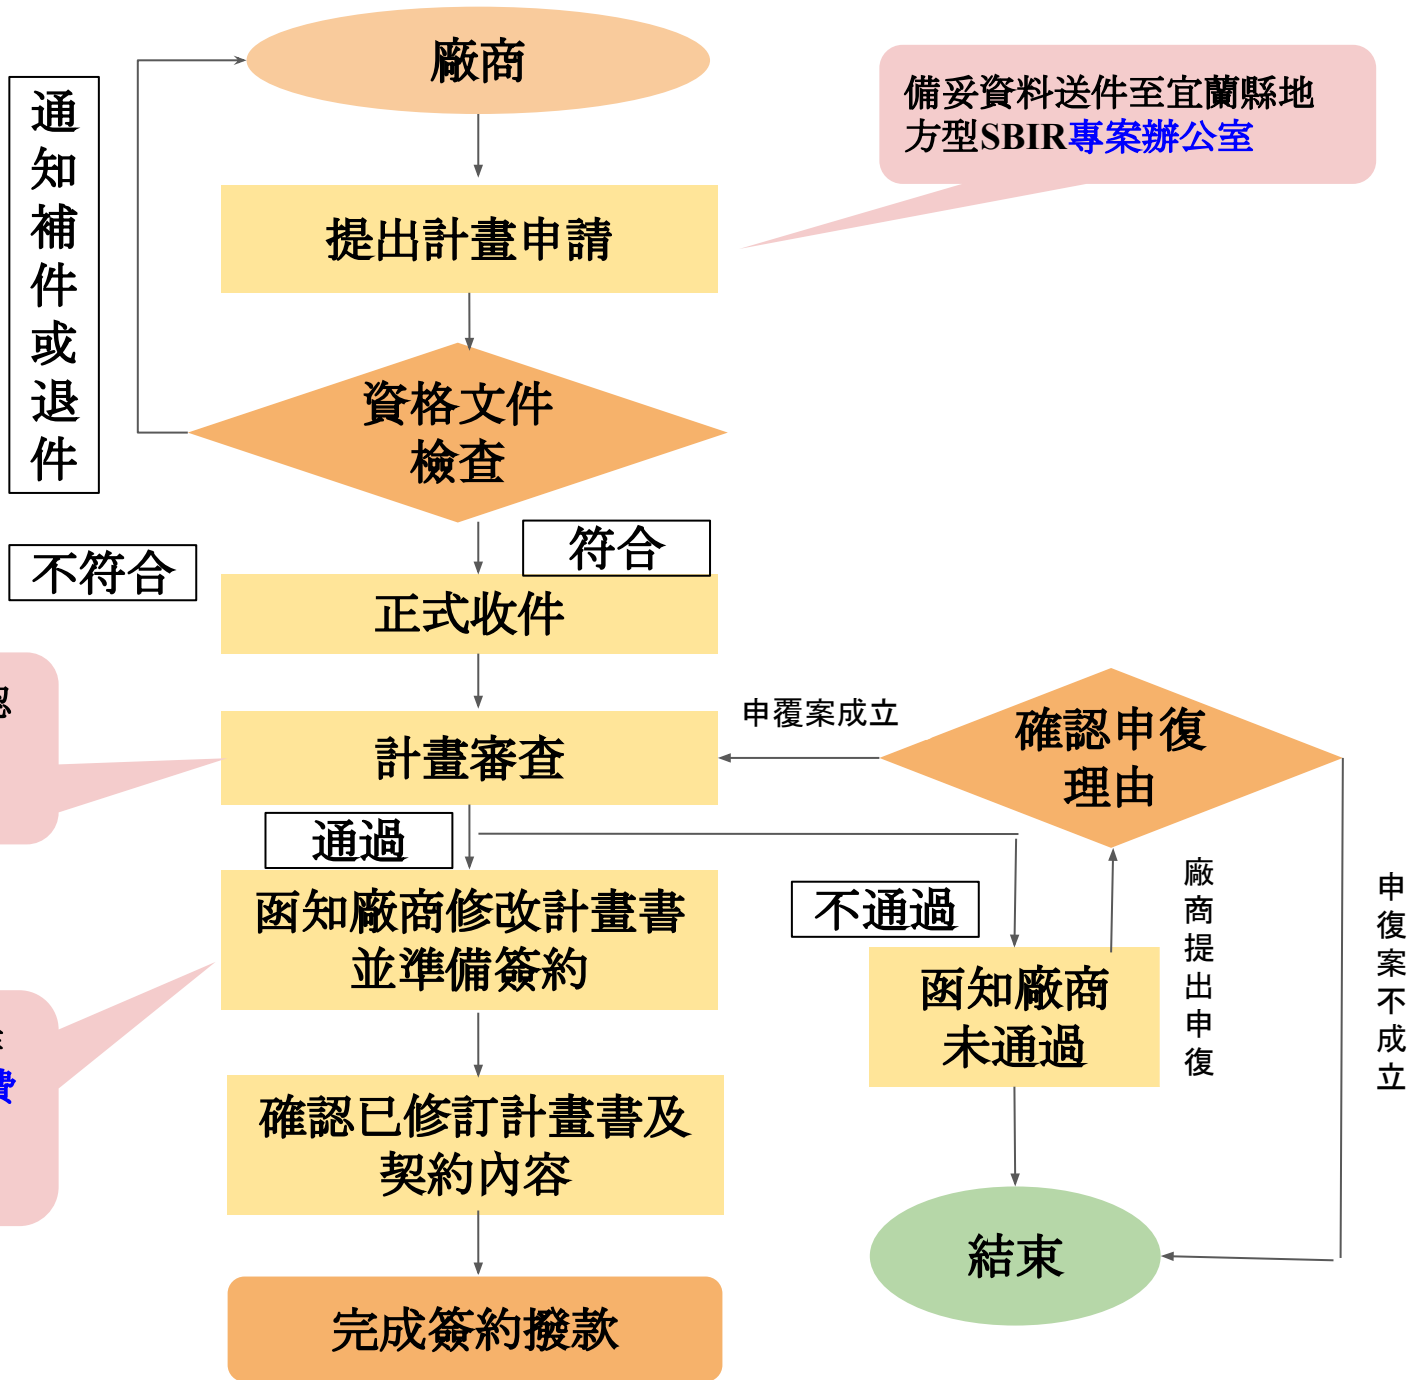 廠商
備妥資料送件至宜蘭縣地
方型SBIR專案辦公室
通
知
補
件
或
退
件
提出計畫申請
資格文件
檢查
不符合
符合
正式收件
計畫審查
申覆案成立
確認申復
理由
通過
不通過
函知廠商修改計畫書
並準備簽約
函知廠商
未通過
廠
商
提
出
申
復
申
復
案
不
成
立
費
確認已修訂計畫書及
契約內容
結束
完成簽約撥款